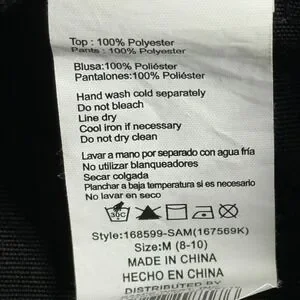 Top : 100% Polyester
Pants : 100% Polyester
Blusa:100% Poliéster
Pantalones:100% Poliéster
Hand wash cold separately
Do not bleach
Line dry
Cool iron if necessary
Do not dry clean
Lavar a mano por separado con agua fría
No utilizar blanqueadores
Secar colgada
Planchar a baja temperatura si es necesario
No lavar en seco
30C
Style:168599-SAM(167569K)
Size:M (8-10)
MADE IN CHINA
HECHO EN CHINA
DISTRIBUTED BY